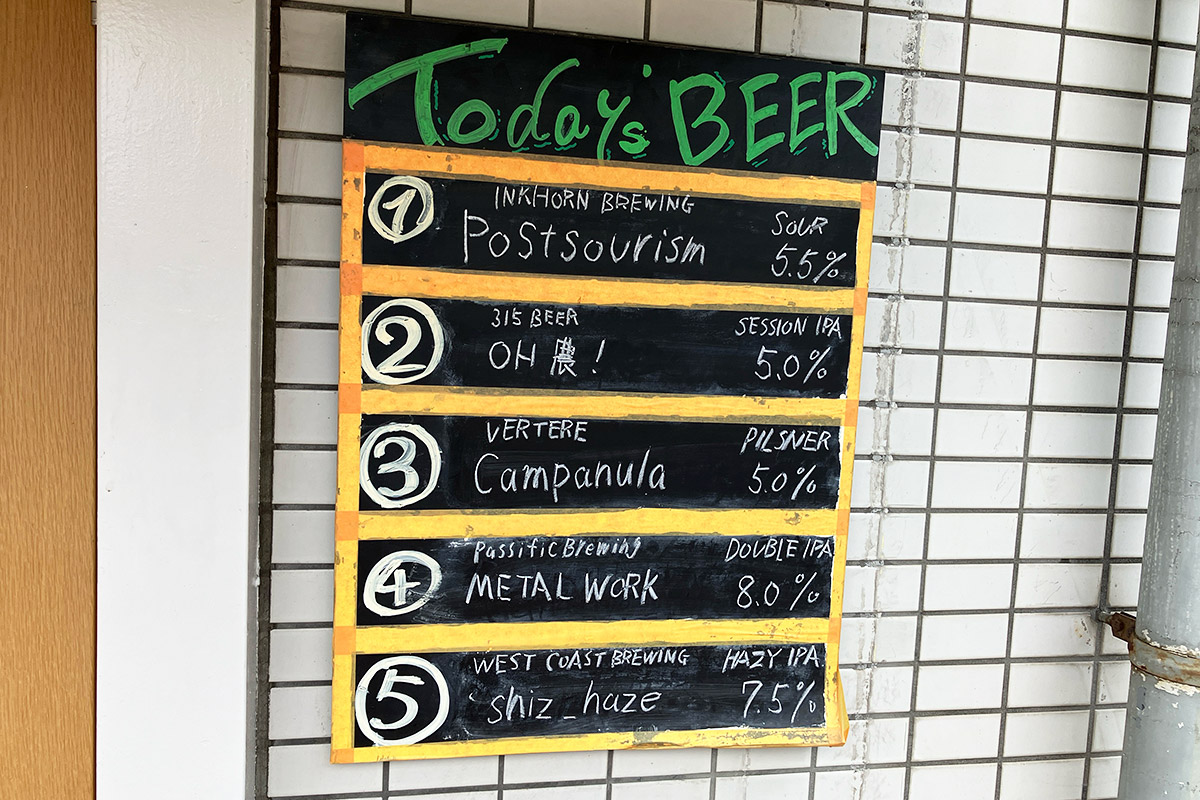 Today's BEER
1
INKHORN BREWING
Postsourism
SOUR
5.5%
2
315 BEER
OH 農!
SESSION IPA
5.0%
3
VERTERE
Campanula
PILSNER
5.0%
4
Passific Brewing
METAL WORK
DOUBLE IPA
8.0%
5
WEST COAST BREWING
shiz_haze
HAZY IPA
7.5%